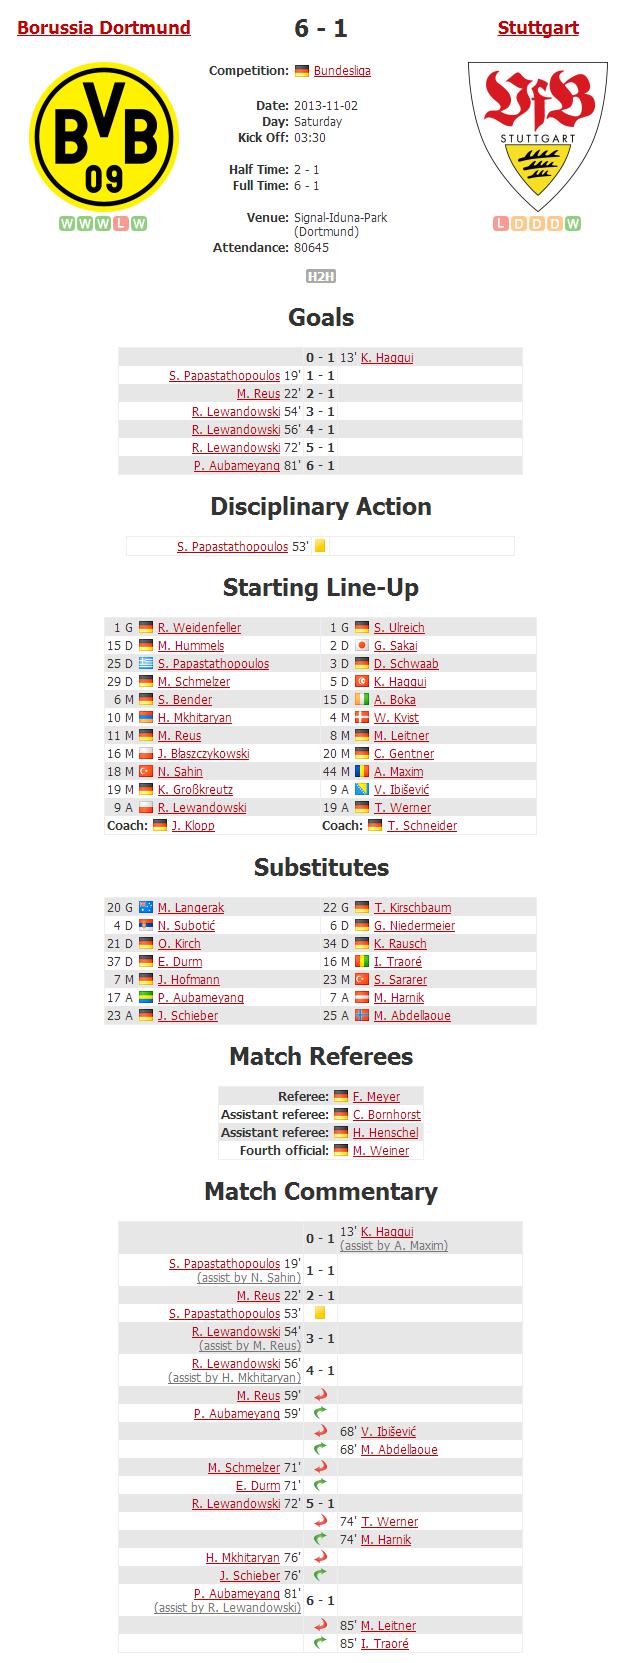 Borussia Dortmund 6 - 1 Stuttgart
BVB
09
VfB
STUTTGART
W W W L W
L D D D W
Competition: Bundesliga
Date: 2013-11-02
Day: Saturday
Kick Off: 03:30
Half Time: 2 - 1
Full Time: 6 - 1
Venue: Signal-Iduna-Park
(Dortmund)
Attendance: 80645
H2H
Goals
0 - 1 13' K. Haggui
S. Papastathopoulos 19' 1 - 1
M. Reus 22' 2 - 1
R. Lewandowski 54' 3 - 1
R. Lewandowski 56' 4 - 1
R. Lewandowski 72' 5 - 1
P. Aubameyang 81' 6 - 1
Disciplinary Action
S. Papastathopoulos 53'
Starting Line-Up
1 G R. Weidenfeller 1 G S. Ulreich
15 D M. Hummels 2 D G. Sakai
25 D S. Papastathopoulos 3 D D. Schwaab
29 D M. Schmelzer 5 D K. Haggui
6 M S. Bender 15 D A. Boka
10 M H. Mkhitaryan 4 M W. Kvist
11 M M. Reus 8 M M. Leitner
16 M J. Błaszczykowski 20 M C. Gentner
18 M N. Sahin 44 M A. Maxim
19 M K. Großkreutz 9 A V. Ibišević
9 A R. Lewandowski 19 A T. Werner
Coach: J. Klopp Coach: T. Schneider
Substitutes
20 G M. Langerak 22 G T. Kirschbaum
4 D N. Subotić 6 D G. Niedermeier
21 D O. Kirch 34 D K. Rausch
37 D E. Durm 16 M I. Traoré
7 M J. Hofmann 23 M S. Sararer
17 A P. Aubameyang 7 A M. Harnik
23 A J. Schieber 25 A M. Abdellaoue
Match Referees
Referee: F. Meyer
Assistant referee: C. Bornhorst
Assistant referee: H. Henschel
Fourth official: M. Weiner
Match Commentary
0 - 1 13' K. Haggui
(assist by A. Maxim)
S. Papastathopoulos 19' 1 - 1
(assist by N. Sahin)
M. Reus 22' 2 - 1
S. Papastathopoulos 53'
R. Lewandowski 54' 3 - 1
(assist by M. Reus)
R. Lewandowski 56' 4 - 1
(assist by H. Mkhitaryan)
M. Reus 59'
P. Aubameyang 59'
68' V. Ibišević
68' M. Abdellaoue
M. Schmelzer 71'
E. Durm 71'
R. Lewandowski 72' 5 - 1
74' T. Werner
74' M. Harnik
H. Mkhitaryan 76'
J. Schieber 76'
P. Aubameyang 81' 6 - 1
(assist by R. Lewandowski)
85' M. Leitner
85' I. Traoré